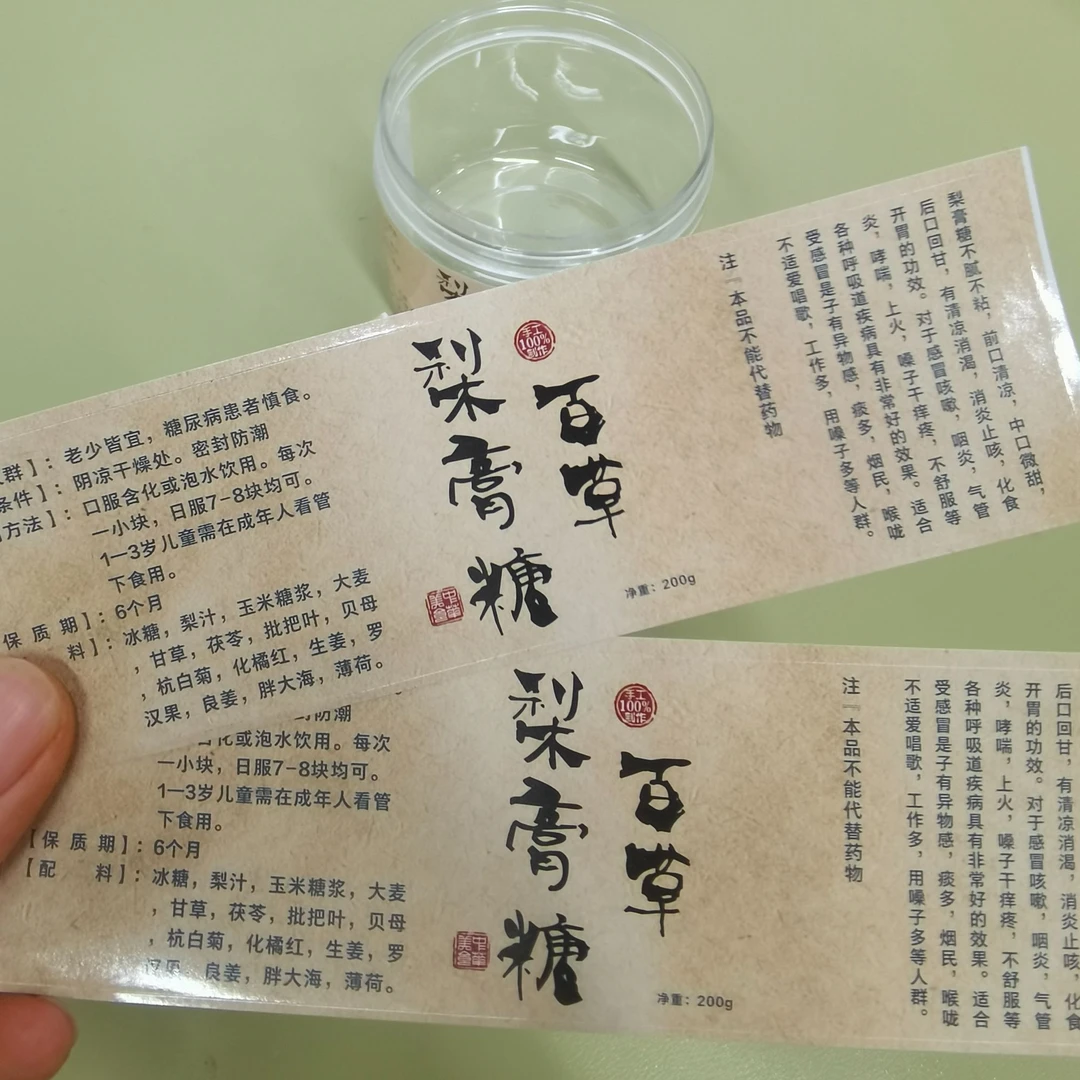 群】：老少皆宜，糖尿病患者慎食。
条件】：阴凉干燥处。密封防潮
方法】：口服含化或泡水饮用。每次
一小块，日服7-8块均可。
1—3岁儿童需在成年人看管
下食用。
保质期】：6个月
料】：冰糖，梨汁，玉米糖浆，大麦
，甘草，茯苓，批把叶，贝母
，杭白菊，化橘红，生姜，罗
汉果，良姜，胖大海，薄荷。
手工
100%
制作
百草
梨膏糖
中华
美食
净重：200g
梨膏糖不腻不粘，前口清凉，中口微甜，
后口回甘，有清凉消渴，消炎止咳，化食
开胃的功效。对于感冒咳嗽，咽炎，气管
炎，哮喘，上火，嗓子干痒疼，不舒服等
各种呼吸道疾病具有非常好的效果。适合
受感冒是子有异物感，痰多，烟民，喉咙
不适爱唱歌，工作多，用嗓子多等人群。
注『本品不能代替药物
防潮
化或泡水饮用。每次
一小块，日服7-8块均可。
1—3岁儿童需在成年人看管
下食用。
【保质期】：6个月
【配料】：冰糖，梨汁，玉米糖浆，大麦
，甘草，茯苓，批把叶，贝母
，杭白菊，化橘红，生姜，罗
良姜，胖大海，薄荷。
手工
100%
制作
百草
梨膏糖
中华
美食
净重：200g
后口回甘，有清凉消渴，消炎止咳，化食
开胃的功效。对于感冒咳嗽，咽炎，气管
炎，哮喘，上火，嗓子干痒疼，不舒服等
各种呼吸道疾病具有非常好的效果。适合
受感冒是子有异物感，痰多，烟民，喉咙
不适爱唱歌，工作多，用嗓子多等人群。
注『本品不能代替药物